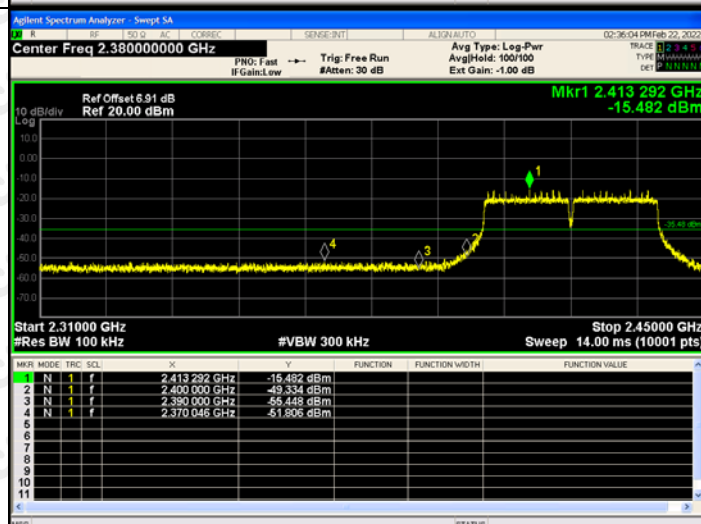 Agilent Spectrum Analyzer - Swept SA
R RF 50 Ω AC CORREC SENSE:INT ALIGN AUTO 02:36:04 PM Feb 22, 2022
Center Freq 2.380000000 GHz
PNO: Fast
IFGain:Low
Trig: Free Run
#Atten: 30 dB
Avg Type: Log-Pwr
Avg|Hold: 100/100
Ext Gain: -1.00 dB
TRACE 1 2 3 4 5
TYPE M
DET P N N N N
Mkr1 2.413 292 GHz
-15.482 dBm
Ref Offset 6.91 dB
10 dB/div Ref 20.00 dBm
Log
10.0
0.00
-10.0
-20.0
-30.0
-40.0
-50.0
-60.0
-70.0
1
2
3
4
-35.48 dBm
Start 2.31000 GHz Stop 2.45000 GHz
#Res BW 100 kHz #VBW 300 kHz Sweep 14.00 ms (10001 pts)
MKR MODE TRC SCL X Y FUNCTION FUNCTION WIDTH FUNCTION VALUE
1 N 1 f 2.413 292 GHz -15.482 dBm
2 N 1 f 2.400 000 GHz -49.334 dBm
3 N 1 f 2.390 000 GHz -55.448 dBm
4 N 1 f 2.370 046 GHz -51.806 dBm
5
6
7
8
9
10
11
MSG STATUS